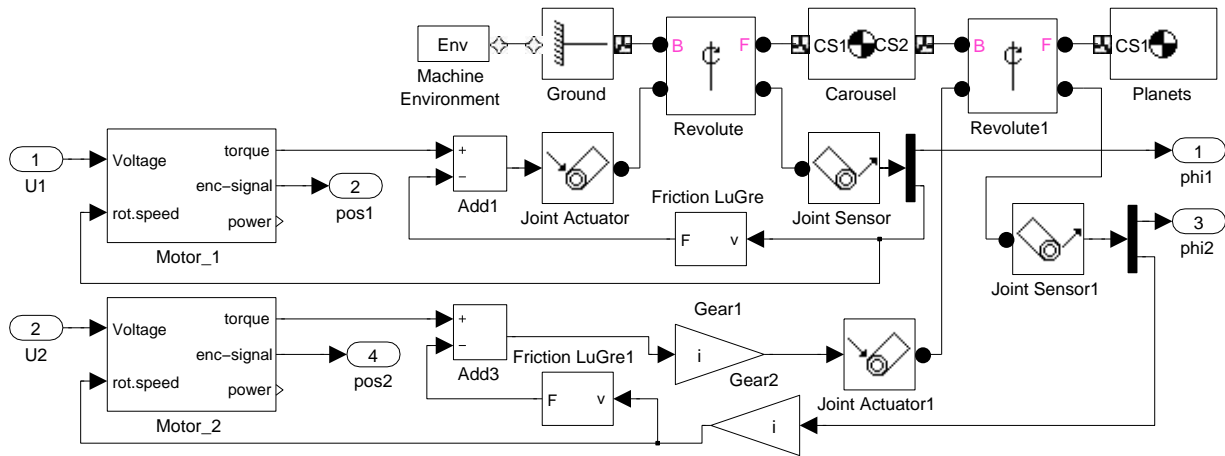 Env
Machine
Environment
Ground
B
F
Revolute
CS1
CS2
Carousel
B
F
Revolute1
CS1
Planets
1
U1
Voltage
rot.speed
torque
enc−signal
power
Motor_1
2
pos1
+
−
Add1
Joint Actuator
Friction LuGre
F
v
Joint Sensor
1
phi1
3
phi2
Joint Sensor1
2
U2
Voltage
rot.speed
torque
enc−signal
power
Motor_2
4
pos2
+
−
Add3
Friction LuGre1
F
v
Gear1
i
Gear2
i
Joint Actuator1